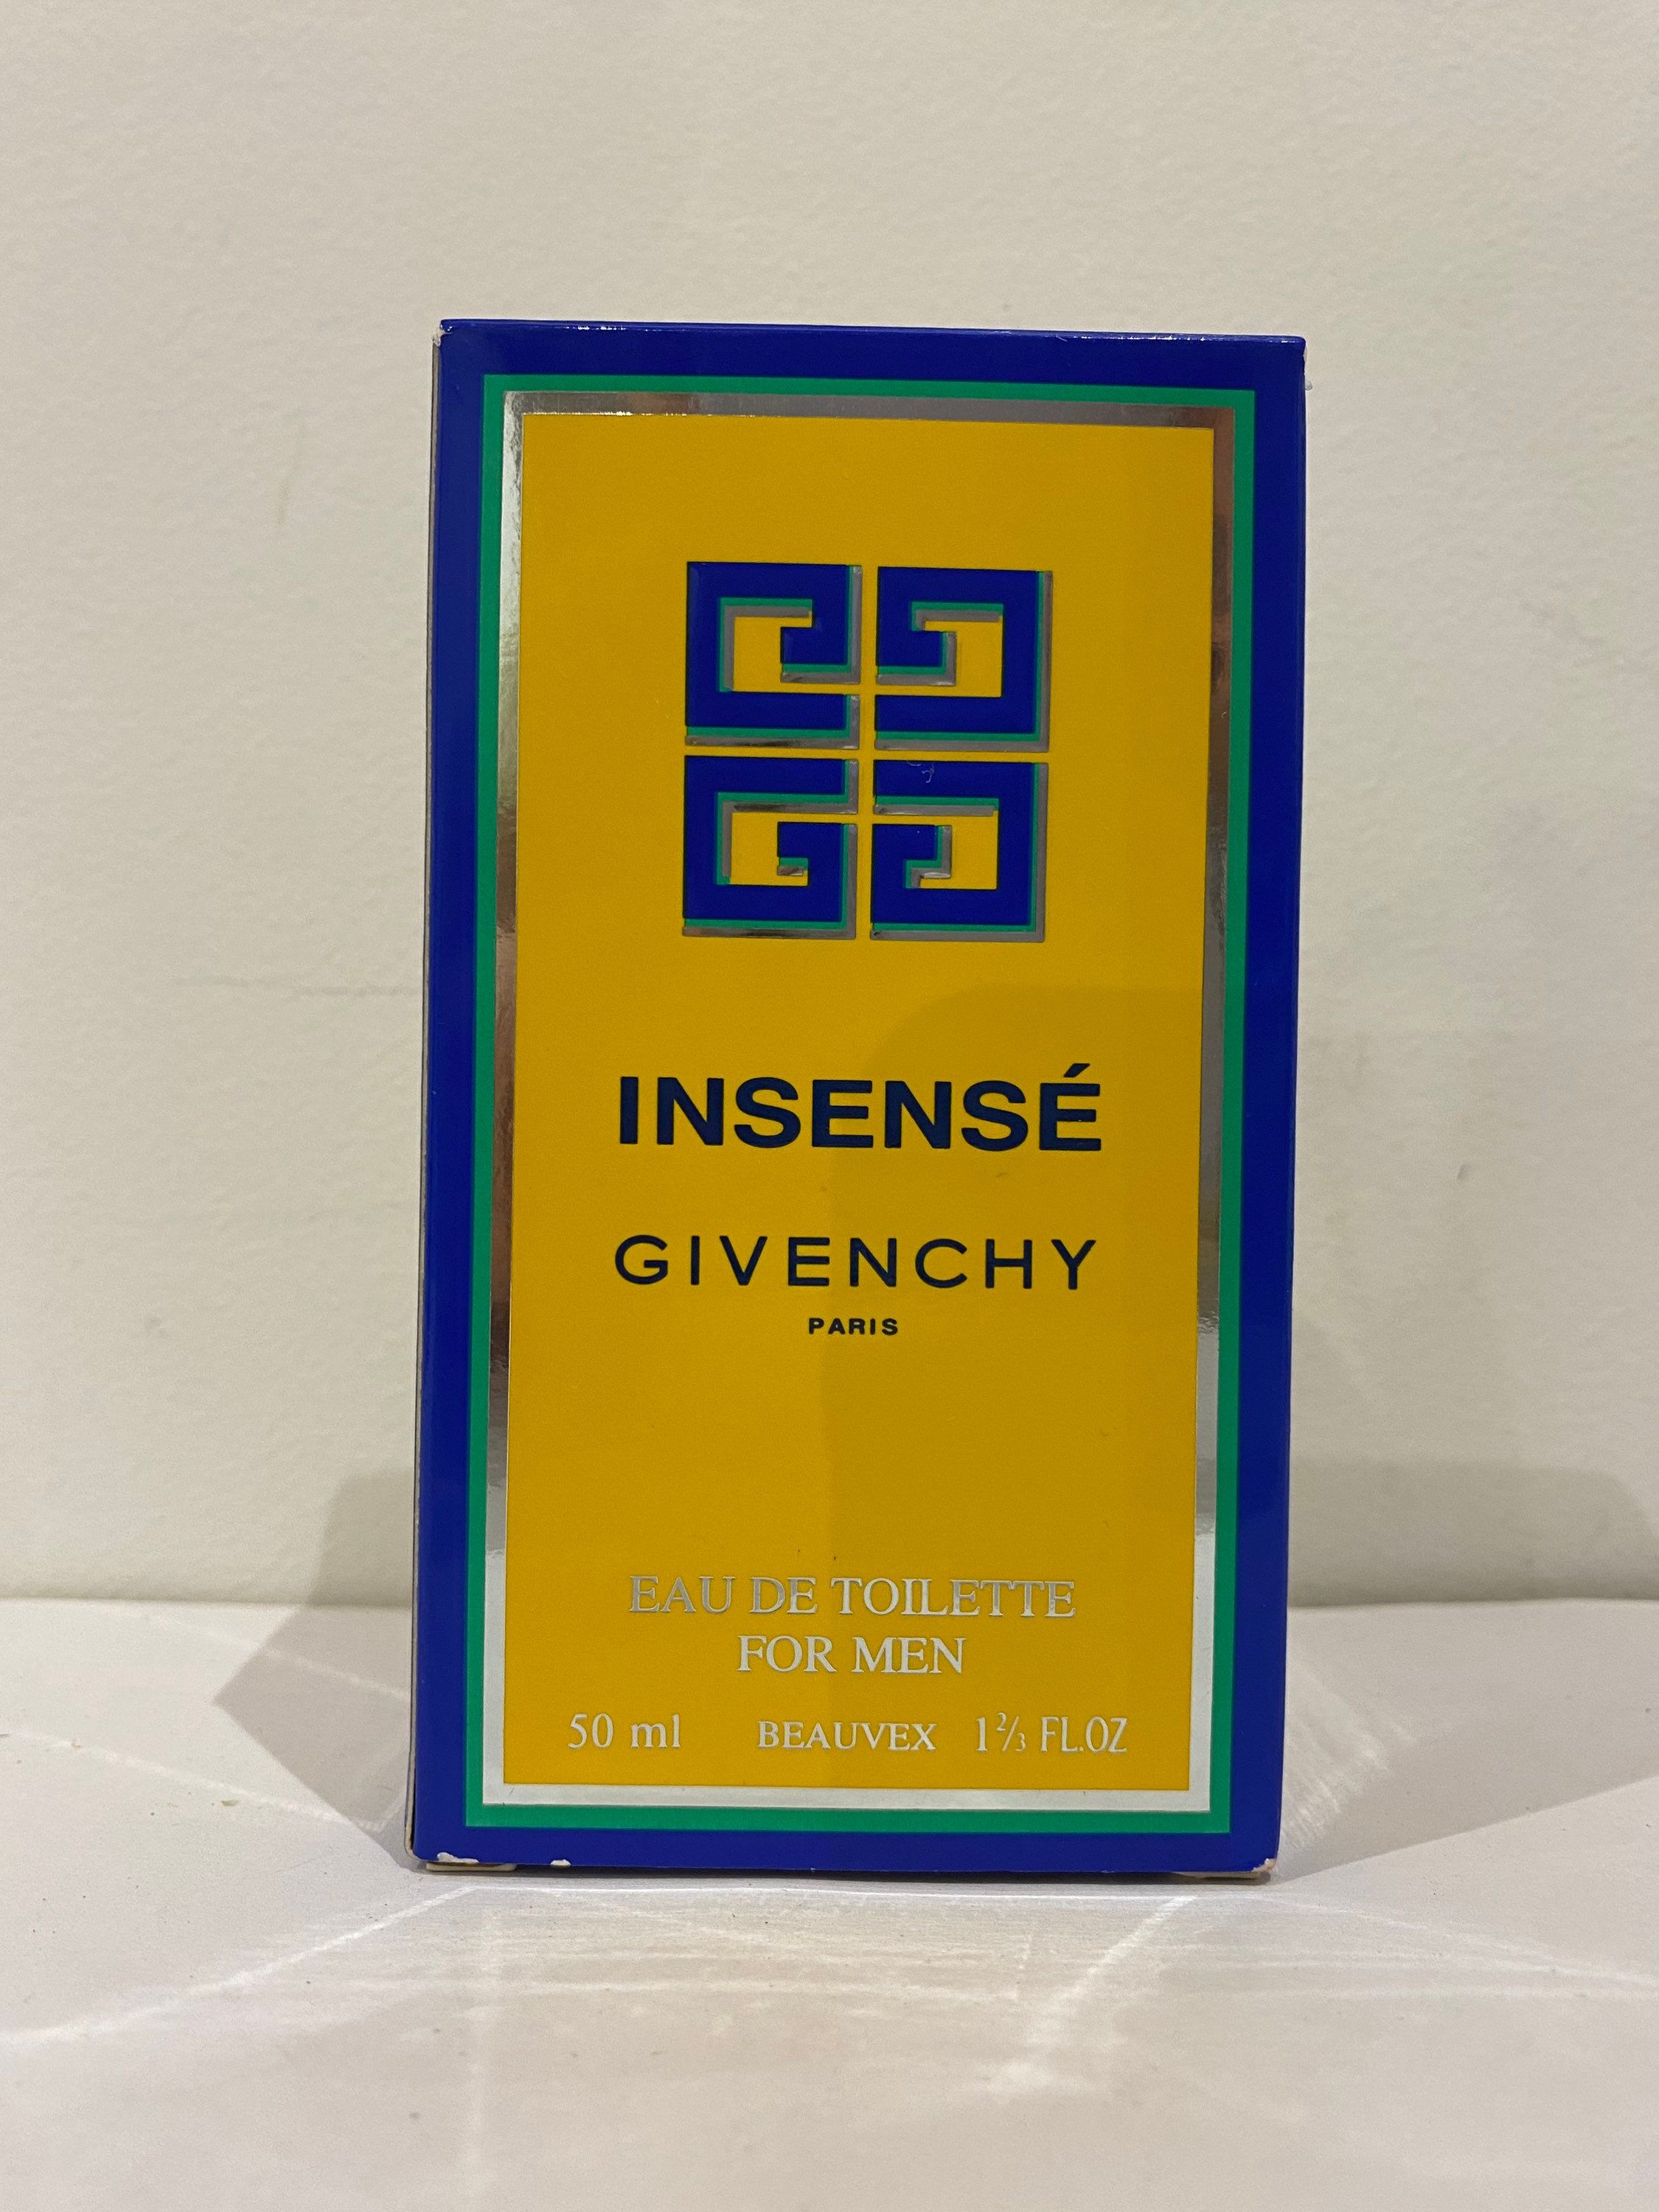 INSENSÉ
GIVENCHY
PARIS
EAU DE TOILETTE
FOR MEN
50 ml BEAUVEX 1⅔ FL.OZ